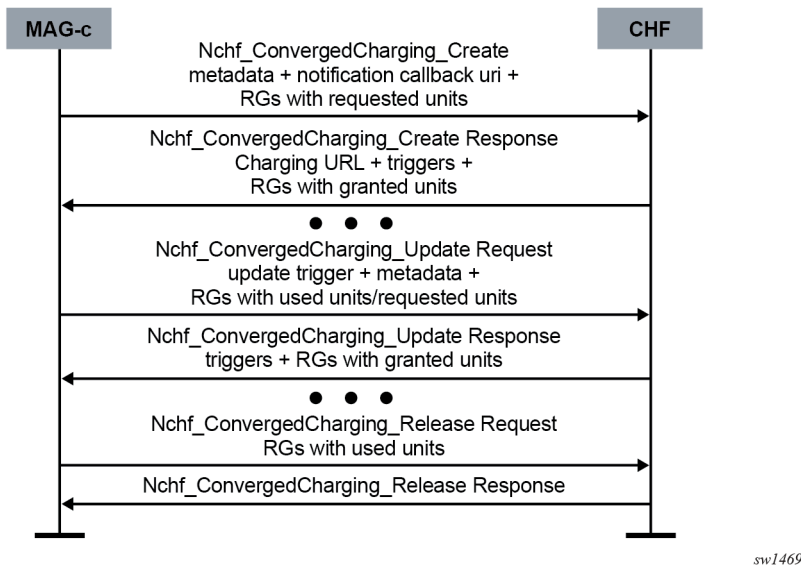 MAG-c
CHF
Nchf_ConvergedCharging_Create
metadata + notification callback uri +
RGs with requested units
Nchf_ConvergedCharging_Create Response
Charging URL + triggers +
RGs with granted units
Nchf_ConvergedCharging_Update Request
update trigger + metadata +
RGs with used units/requested units
Nchf_ConvergedCharging_Update Response
triggers + RGs with granted units
Nchf_ConvergedCharging_Release Request
RGs with used units
Nchf_ConvergedCharging_Release Response
sw1469